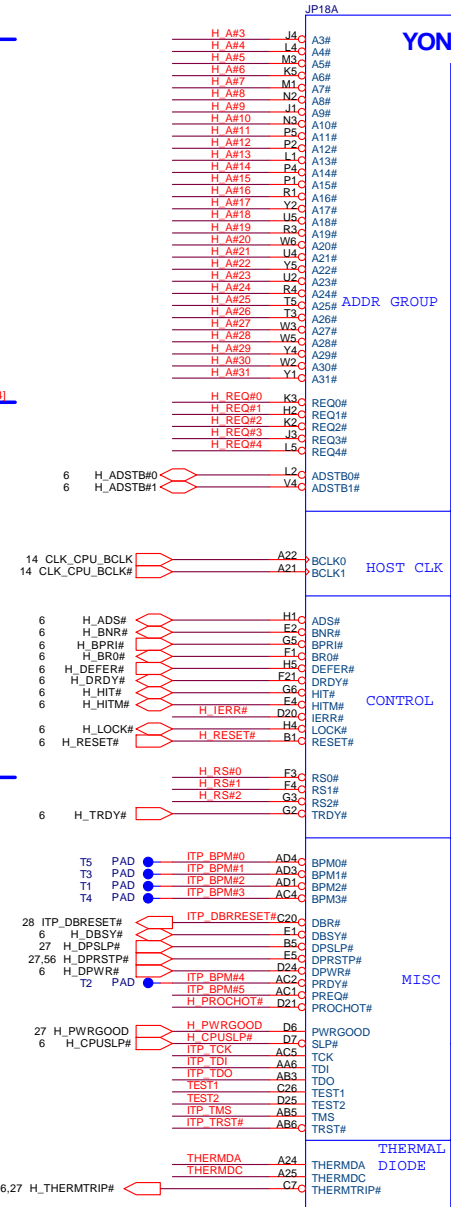 JP18A
YON
H_A#3 J4 A3#
H_A#4 L4 A4#
H_A#5 M3 A5#
H_A#6 K5 A6#
H_A#7 M1 A7#
H_A#8 N2 A8#
H_A#9 J1 A9#
H_A#10 N3 A10#
H_A#11 P5 A11#
H_A#12 P2 A12#
H_A#13 L1 A13#
H_A#14 P4 A14#
H_A#15 P1 A15#
H_A#16 R1 A16#
H_A#17 Y2 A17#
H_A#18 U5 A18#
H_A#19 R3 A19#
H_A#20 W6 A20#
H_A#21 U4 A21#
H_A#22 Y5 A22#
H_A#23 U2 A23#
H_A#24 R4 A24#
H_A#25 T5 A25# ADDR GROUP
H_A#26 T3 A26#
H_A#27 W3 A27#
H_A#28 W5 A28#
H_A#29 Y4 A29#
H_A#30 W2 A30#
H_A#31 Y1 A31#
H_REQ#0 K3 REQ0#
H_REQ#1 H2 REQ1#
H_REQ#2 K2 REQ2#
H_REQ#3 J3 REQ3#
H_REQ#4 L5 REQ4#
6 H_ADSTB#0 L2 ADSTB0#
6 H_ADSTB#1 V4 ADSTB1#
14 CLK_CPU_BCLK A22 BCLK0
14 CLK_CPU_BCLK# A21 BCLK1 HOST CLK
6 H_ADS# H1 ADS#
6 H_BNR# E2 BNR#
6 H_BPRI# G5 BPRI#
6 H_BR0# F1 BR0#
6 H_DEFER# H5 DEFER#
6 H_DRDY# F21 DRDY#
6 H_HIT# G6 HIT#
6 H_HITM# E4 HITM# CONTROL
H_IERR# D20 IERR#
6 H_LOCK# H4 LOCK#
6 H_RESET# H_RESET# B1 RESET#
H_RS#0 F3 RS0#
H_RS#1 F4 RS1#
H_RS#2 G3 RS2#
6 H_TRDY# G2 TRDY#
T5 PAD ITP_BPM#0 AD4 BPM0#
T3 PAD ITP_BPM#1 AD3 BPM1#
T1 PAD ITP_BPM#2 AD1 BPM2#
T4 PAD ITP_BPM#3 AC4 BPM3#
28 ITP_DBRESET# ITP_DBRRESET# C20 DBR#
6 H_DBSY# E1 DBSY#
27 H_DPSLP# B5 DPSLP#
27,56 H_DPRSTP# E5 DPRSTP#
6 H_DPWR# D24 DPWR#
T2 PAD ITP_BPM#4 AC2 PRDY# MISC
ITP_BPM#5 AC1 PREQ#
H_PROCHOT# D21 PROCHOT#
27 H_PWRGOOD H_PWRGOOD D6 PWRGOOD
6 H_CPUSLP# H_CPUSLP# D7 SLP#
ITP_TCK AC5 TCK
ITP_TDI AA6 TDI
ITP_TDO AB3 TDO
TEST1 C26 TEST1
TEST2 D25 TEST2
ITP_TMS AB5 TMS
ITP_TRST# AB6 TRST#
THERMAL
DIODE
THERMDA A24 THERMDA
THERMDC A25 THERMDC
6,27 H_THERMTRIP# C7 THERMTRIP#